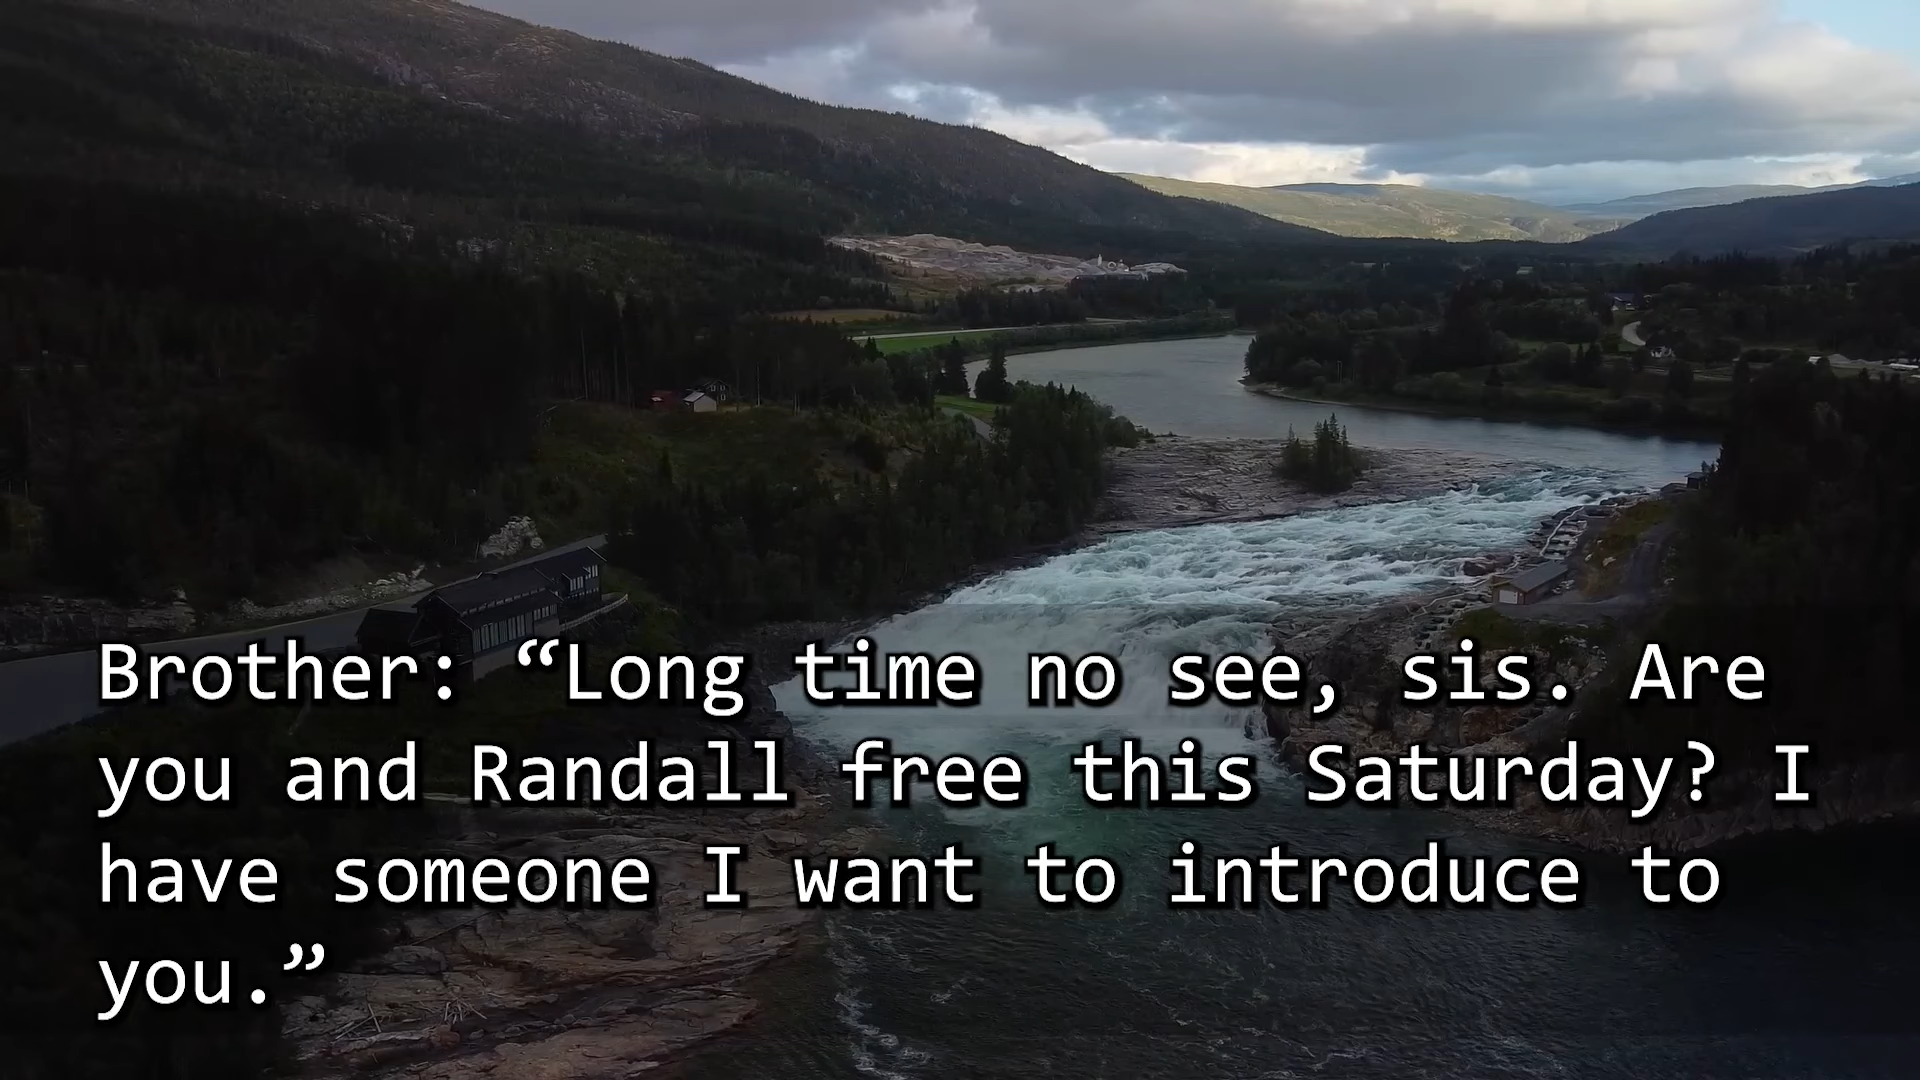 Brother: “Long time no see, sis. Are
you and Randall free this Saturday? I
have someone I want to introduce to
you.”